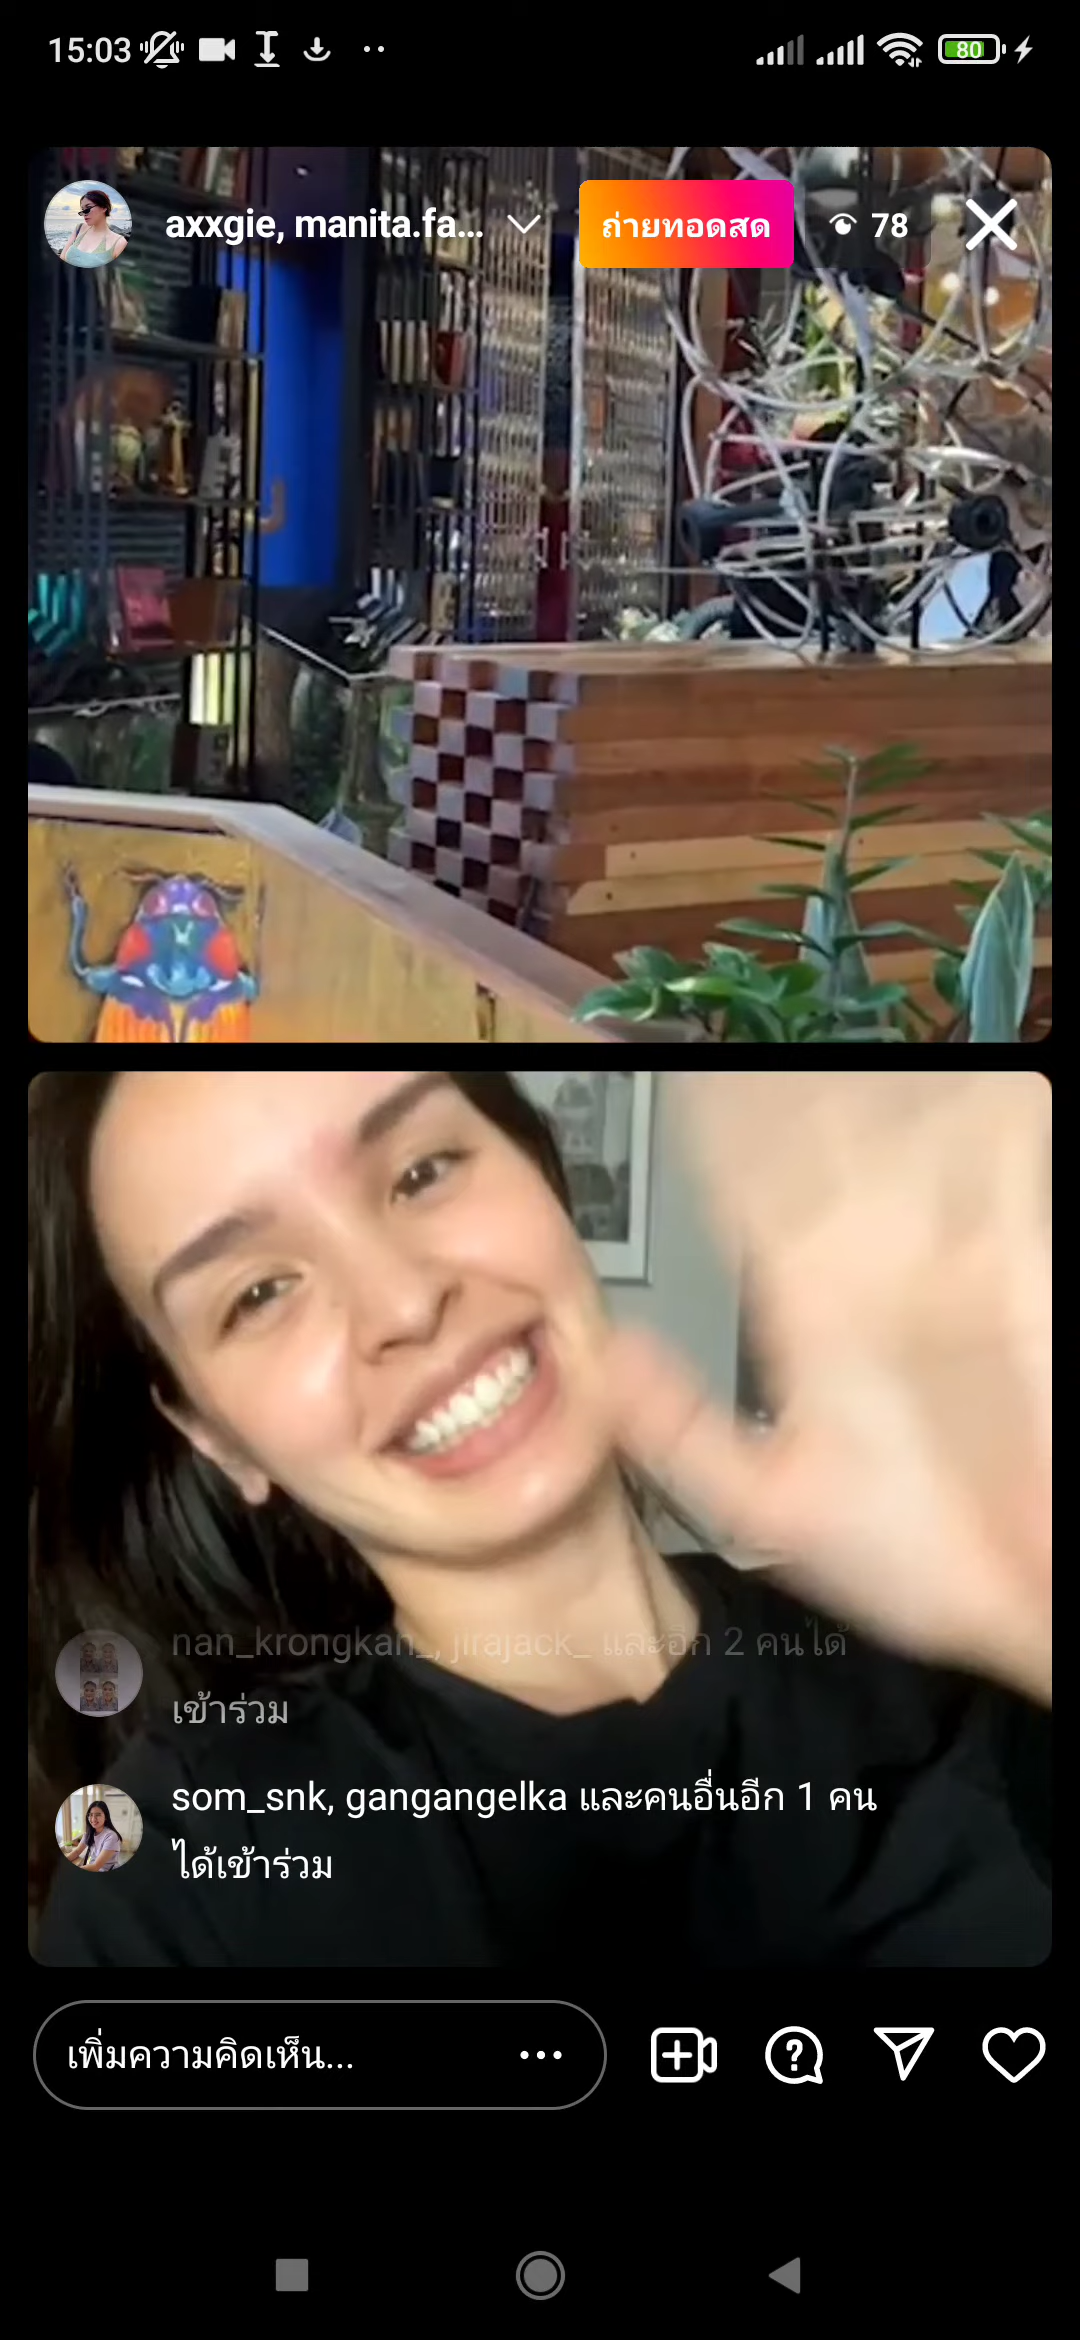 15:03
80
axxgie, manita.fa...
ถ่ายทอดสด
78
nan_krongkan_, jirajack_ และอีก 2 คนได้
เข้าร่วม
som_snk, gangangelka และคนอื่นอีก 1 คน
ได้เข้าร่วม
เพิ่มความคิดเห็น...